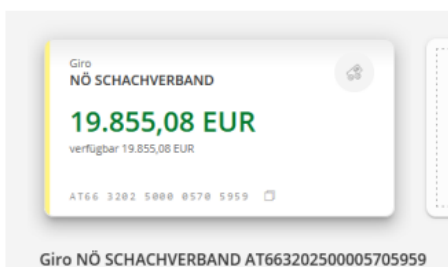 Giro
NÖ SCHACHVERBAND
19.855,08 EUR
verfügbar 19.855,08 EUR
AT66 3202 5000 0570 5959
Giro NÖ SCHACHVERBAND AT663202500005705959